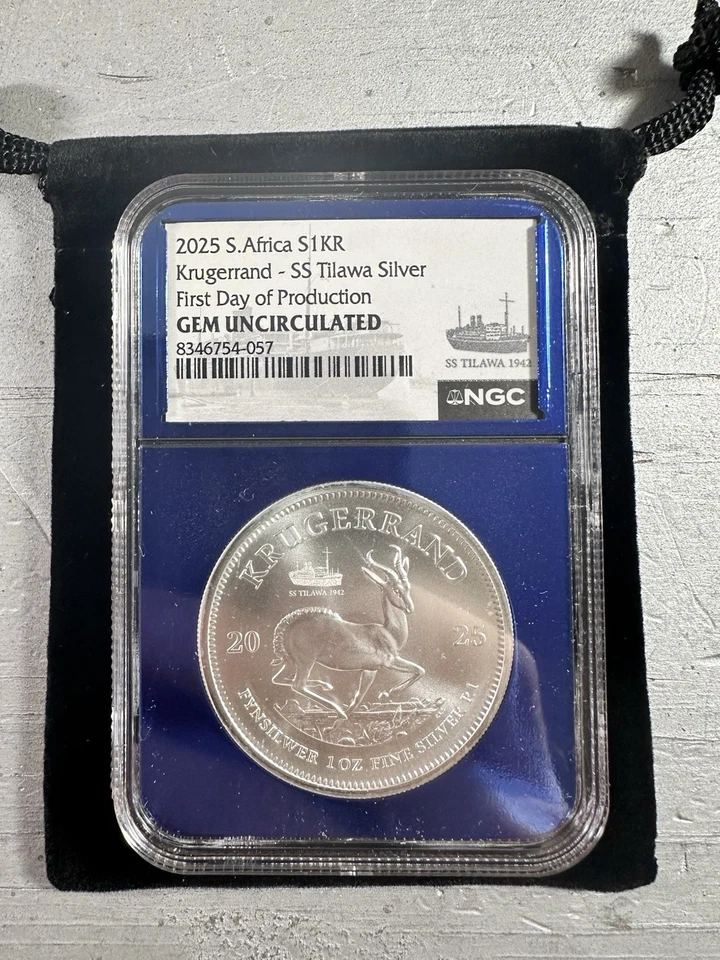 2025 S.Africa S1KR
Krugerrand - SS Tilawa Silver
First Day of Production
GEM UNCIRCULATED
8346754-057
SS TILAWA 1942
NGC
KRUGERRAND
SS TILAWA 1942
20 25
FYNSILWER 1 OZ FINE SILVER R1